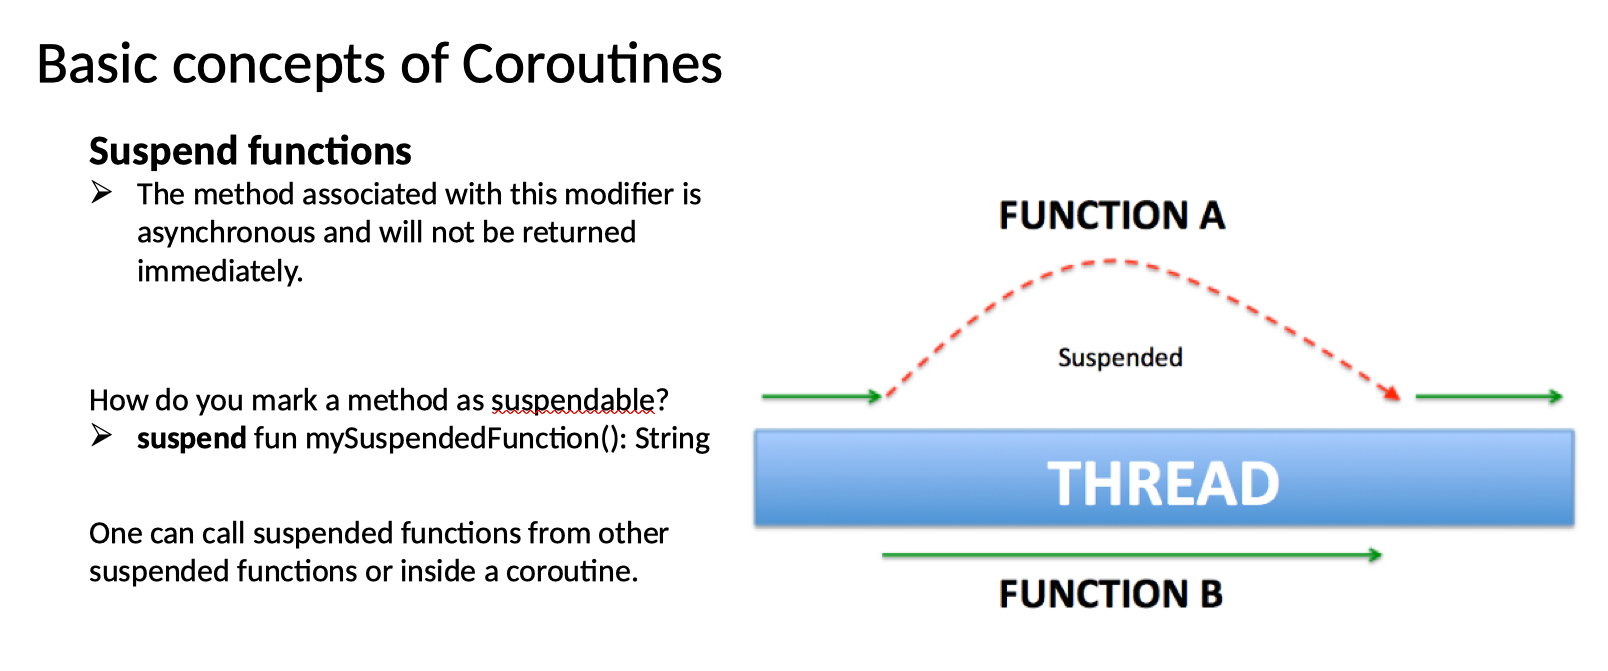 Basic concepts of Coroutines
Suspend functions
➢ The method associated with this modifier is
asynchronous and will not be returned
immediately.
How do you mark a method as suspendable?
➢ suspend fun mySuspendedFunction(): String
One can call suspended functions from other
suspended functions or inside a coroutine.
FUNCTION A
Suspended
THREAD
FUNCTION B